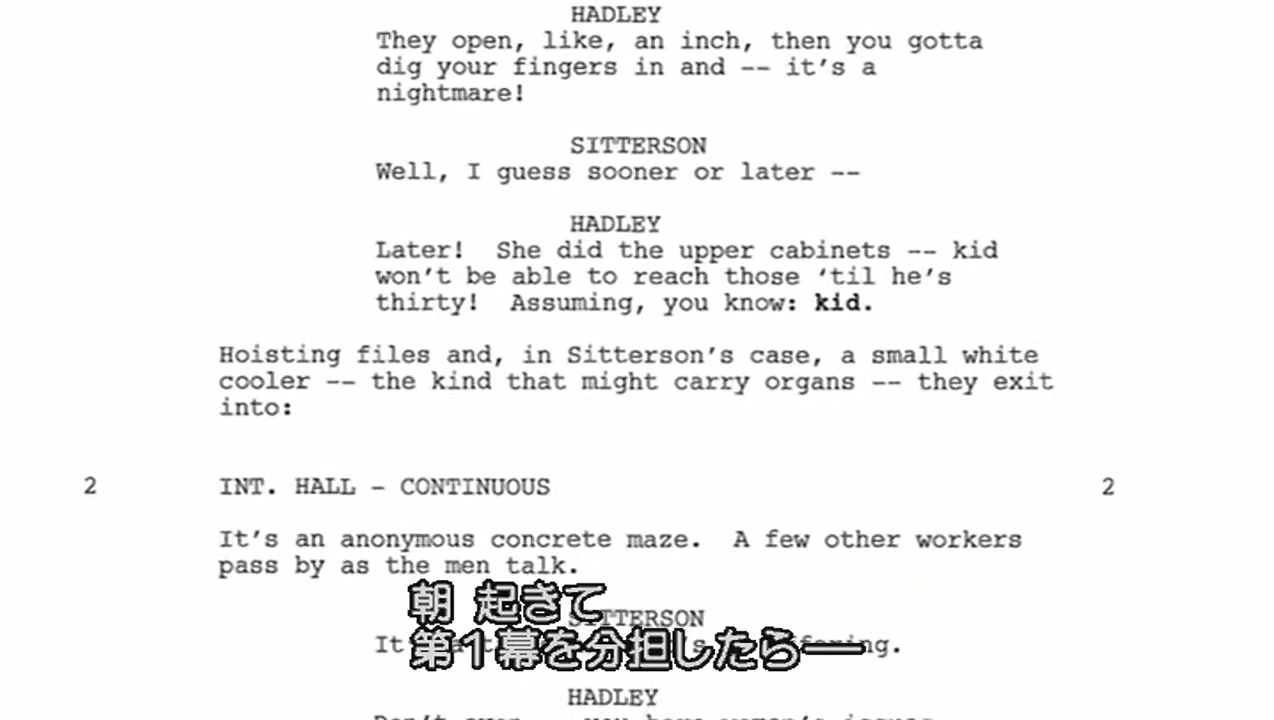 HADLEY
They open, like, an inch, then you gotta
dig your fingers in and -- it's a
nightmare!
SITTERSON
Well, I guess sooner or later --
HADLEY
Later! She did the upper cabinets -- kid
won't be able to reach those 'til he's
thirty! Assuming, you know: kid.
Hoisting files and, in Sitterson's case, a small white
cooler -- the kind that might carry organs -- they exit
into:
2 INT. HALL - CONTINUOUS 2
It's an anonymous concrete maze. A few other workers
pass by as the men talk.
朝 起きて
SITTERSON
第１幕を分担したら──
HADLEY